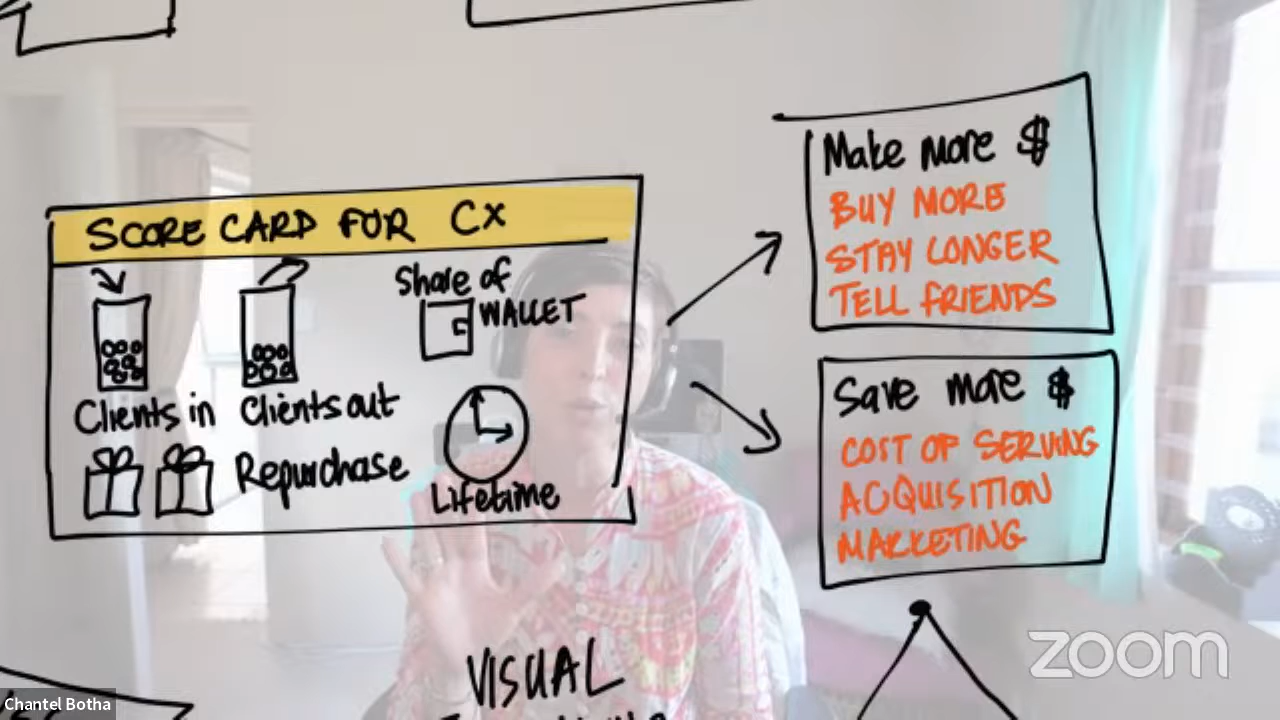 SCORE CARD FOR CX
Share of
WALLET
Clients in
Clients out
Repurchase
Lifetime
Make more $
BUY MORE
STAY LONGER
TELL FRIENDS
Save more $
COST OF SERVING
ACQUISITION
MARKETING
VISUAL
Chantel Botha
zoom